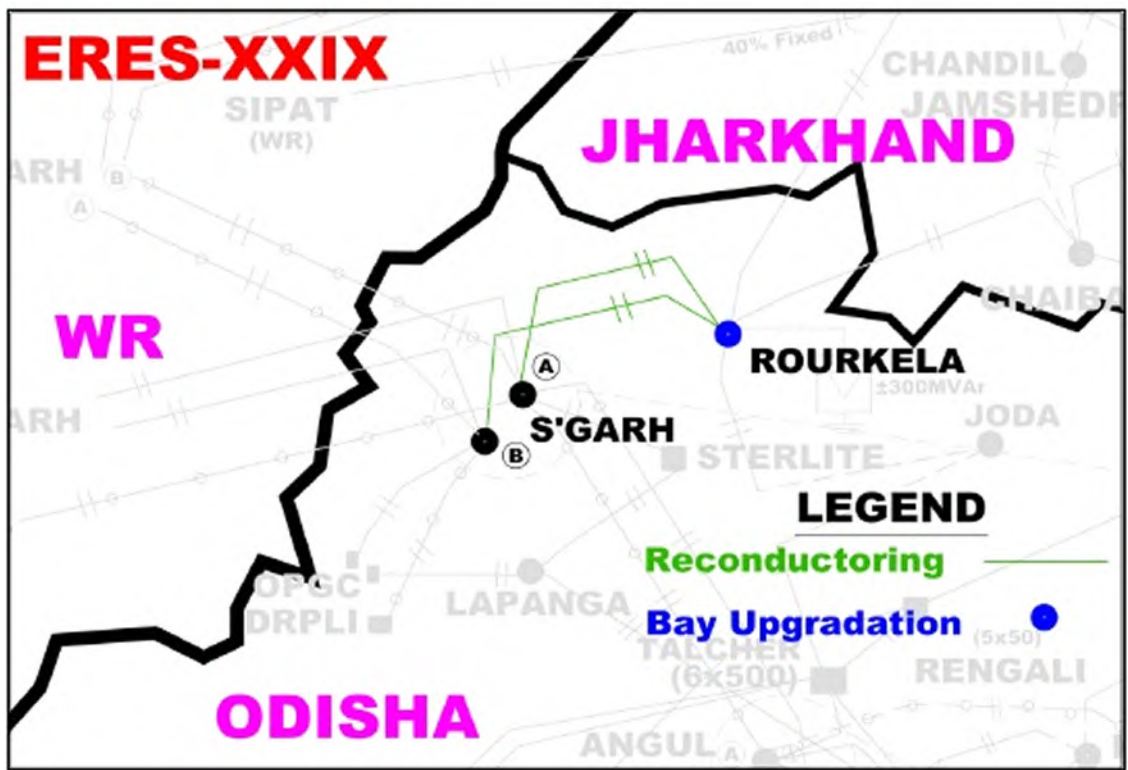 ERES-XXIX
40% Fixed
CHANDIL
JAMSHEDP
SIPAT
(WR)
JHARKHAND
ARH
B
A
CHAIBA
WR
ROURKELA
±300MVAr
A
ARH
S'GARH
JODA
B
STERLITE
LEGEND
Reconductoring
OPGC
LAPANGA
DRPLI
Bay Upgradation
(5x50)
TALCHER
(6x500)
RENGALI
ODISHA
ANGUL
A